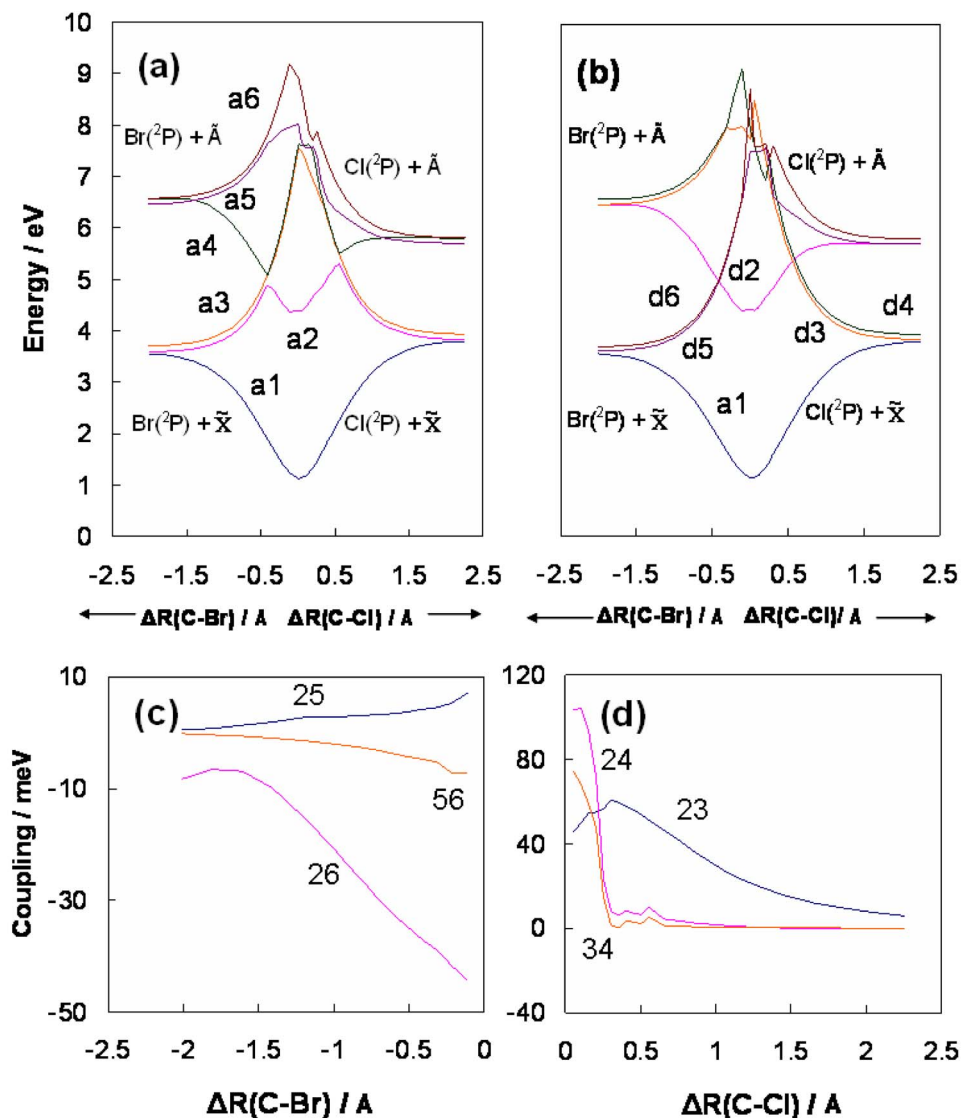 (a)
Energy / eV
10
9
8
7
6
5
4
3
2
1
0
a6
Br(²P) + Ã
Cl(²P) + Ã
a5
a4
a3
a2
a1
Br(²P) + X̃
Cl(²P) + X̃
-2.5 -1.5 -0.5 0.5 1.5 2.5
ΔR(C-Br) / A ΔR(C-Cl) / A
(b)
Br(²P) + Ã
Cl(²P) + Ã
d2
d6
d4
d5
d3
a1
Br(²P) + X̃
Cl(²P) + X̃
-2.5 -1.5 -0.5 0.5 1.5 2.5
ΔR(C-Br) / A ΔR(C-Cl)/ A
(c)
Coupling / meV
10
-10
-30
-50
25
56
26
-2.5 -2 -1.5 -1 -0.5 0
ΔR(C-Br) / A
(d)
120
80
40
0
-40
24
23
34
0 0.5 1 1.5 2 2.5
ΔR(C-Cl) / A